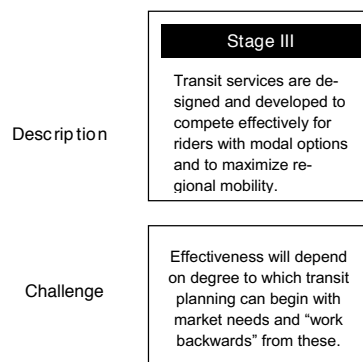 Stage III
Transit services are de-
signed and developed to
compete effectively for
riders with modal options
and to maximize re-
gional mobility.
Description
Effectiveness will depend
on degree to which transit
planning can begin with
market needs and “work
backwards” from these.
Challenge